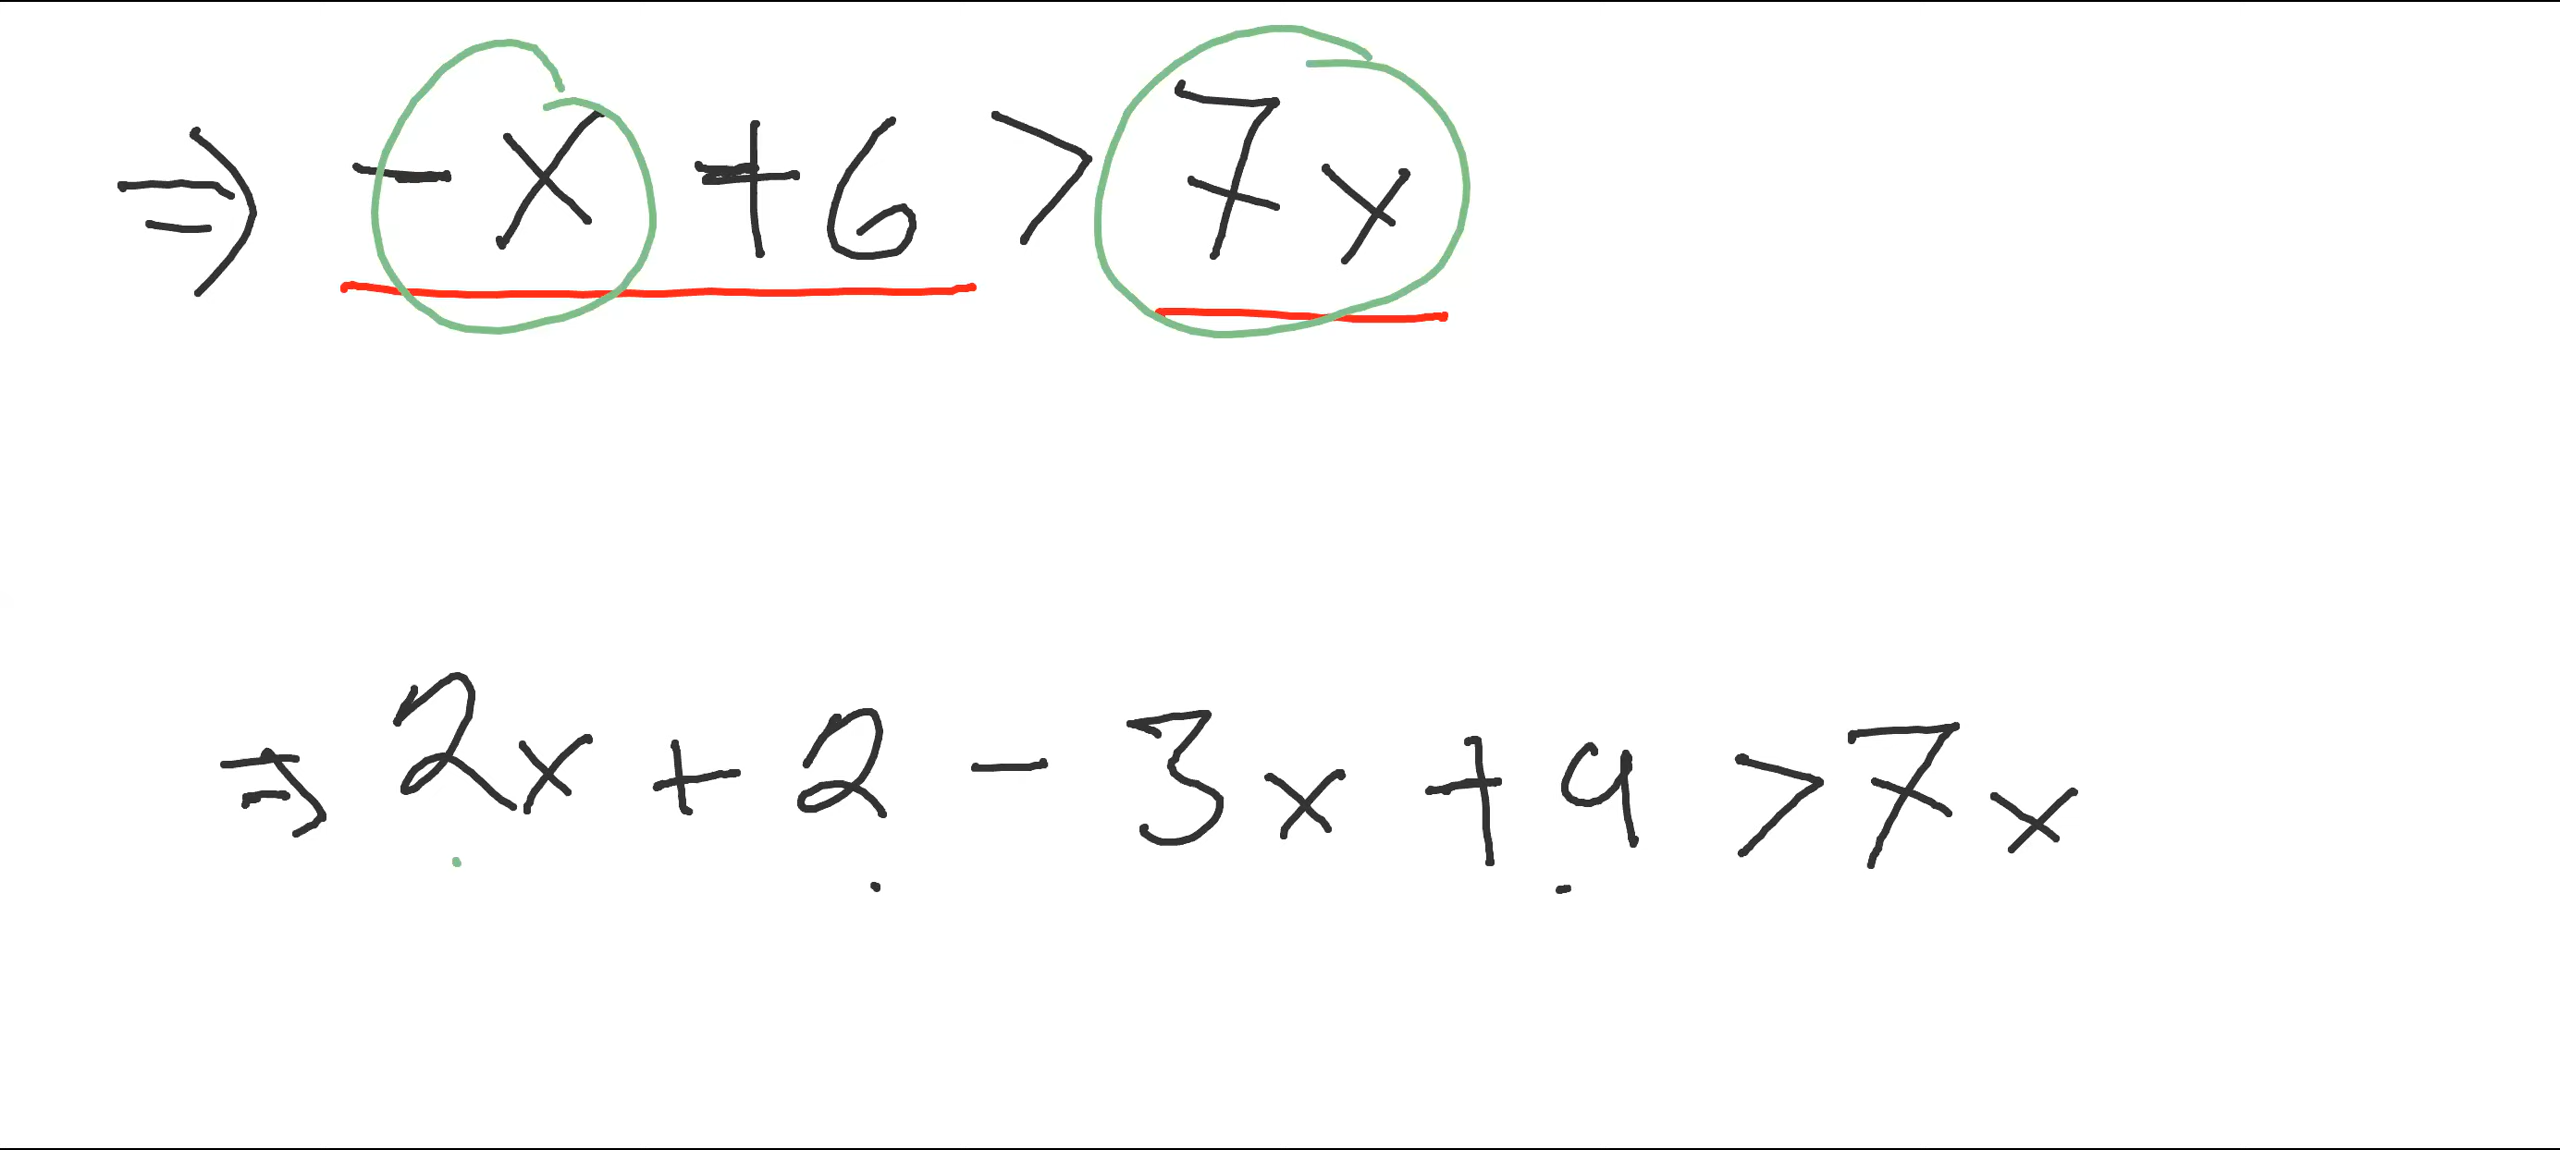 ⇒ -x + 6 > 7x
⇒ 2x + 2 - 3x + 4 > 7x